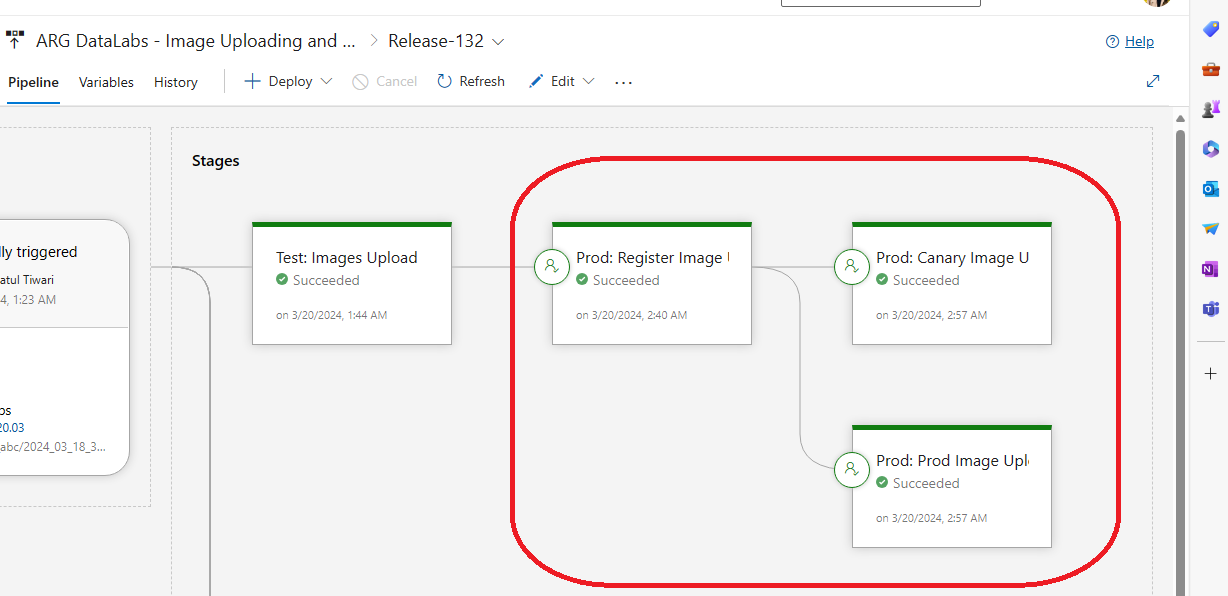 ARG DataLabs - Image Uploading and ... > Release-132
Help
Pipeline Variables History + Deploy Cancel Refresh Edit ...
Stages
lly triggered
atul Tiwari
4, 1:23 AM
os
20.03
abc/2024_03_18_3...
Test: Images Upload
Succeeded
on 3/20/2024, 1:44 AM
Prod: Register Image
Succeeded
on 3/20/2024, 2:40 AM
Prod: Canary Image U
Succeeded
on 3/20/2024, 2:57 AM
Prod: Prod Image Upl
Succeeded
on 3/20/2024, 2:57 AM